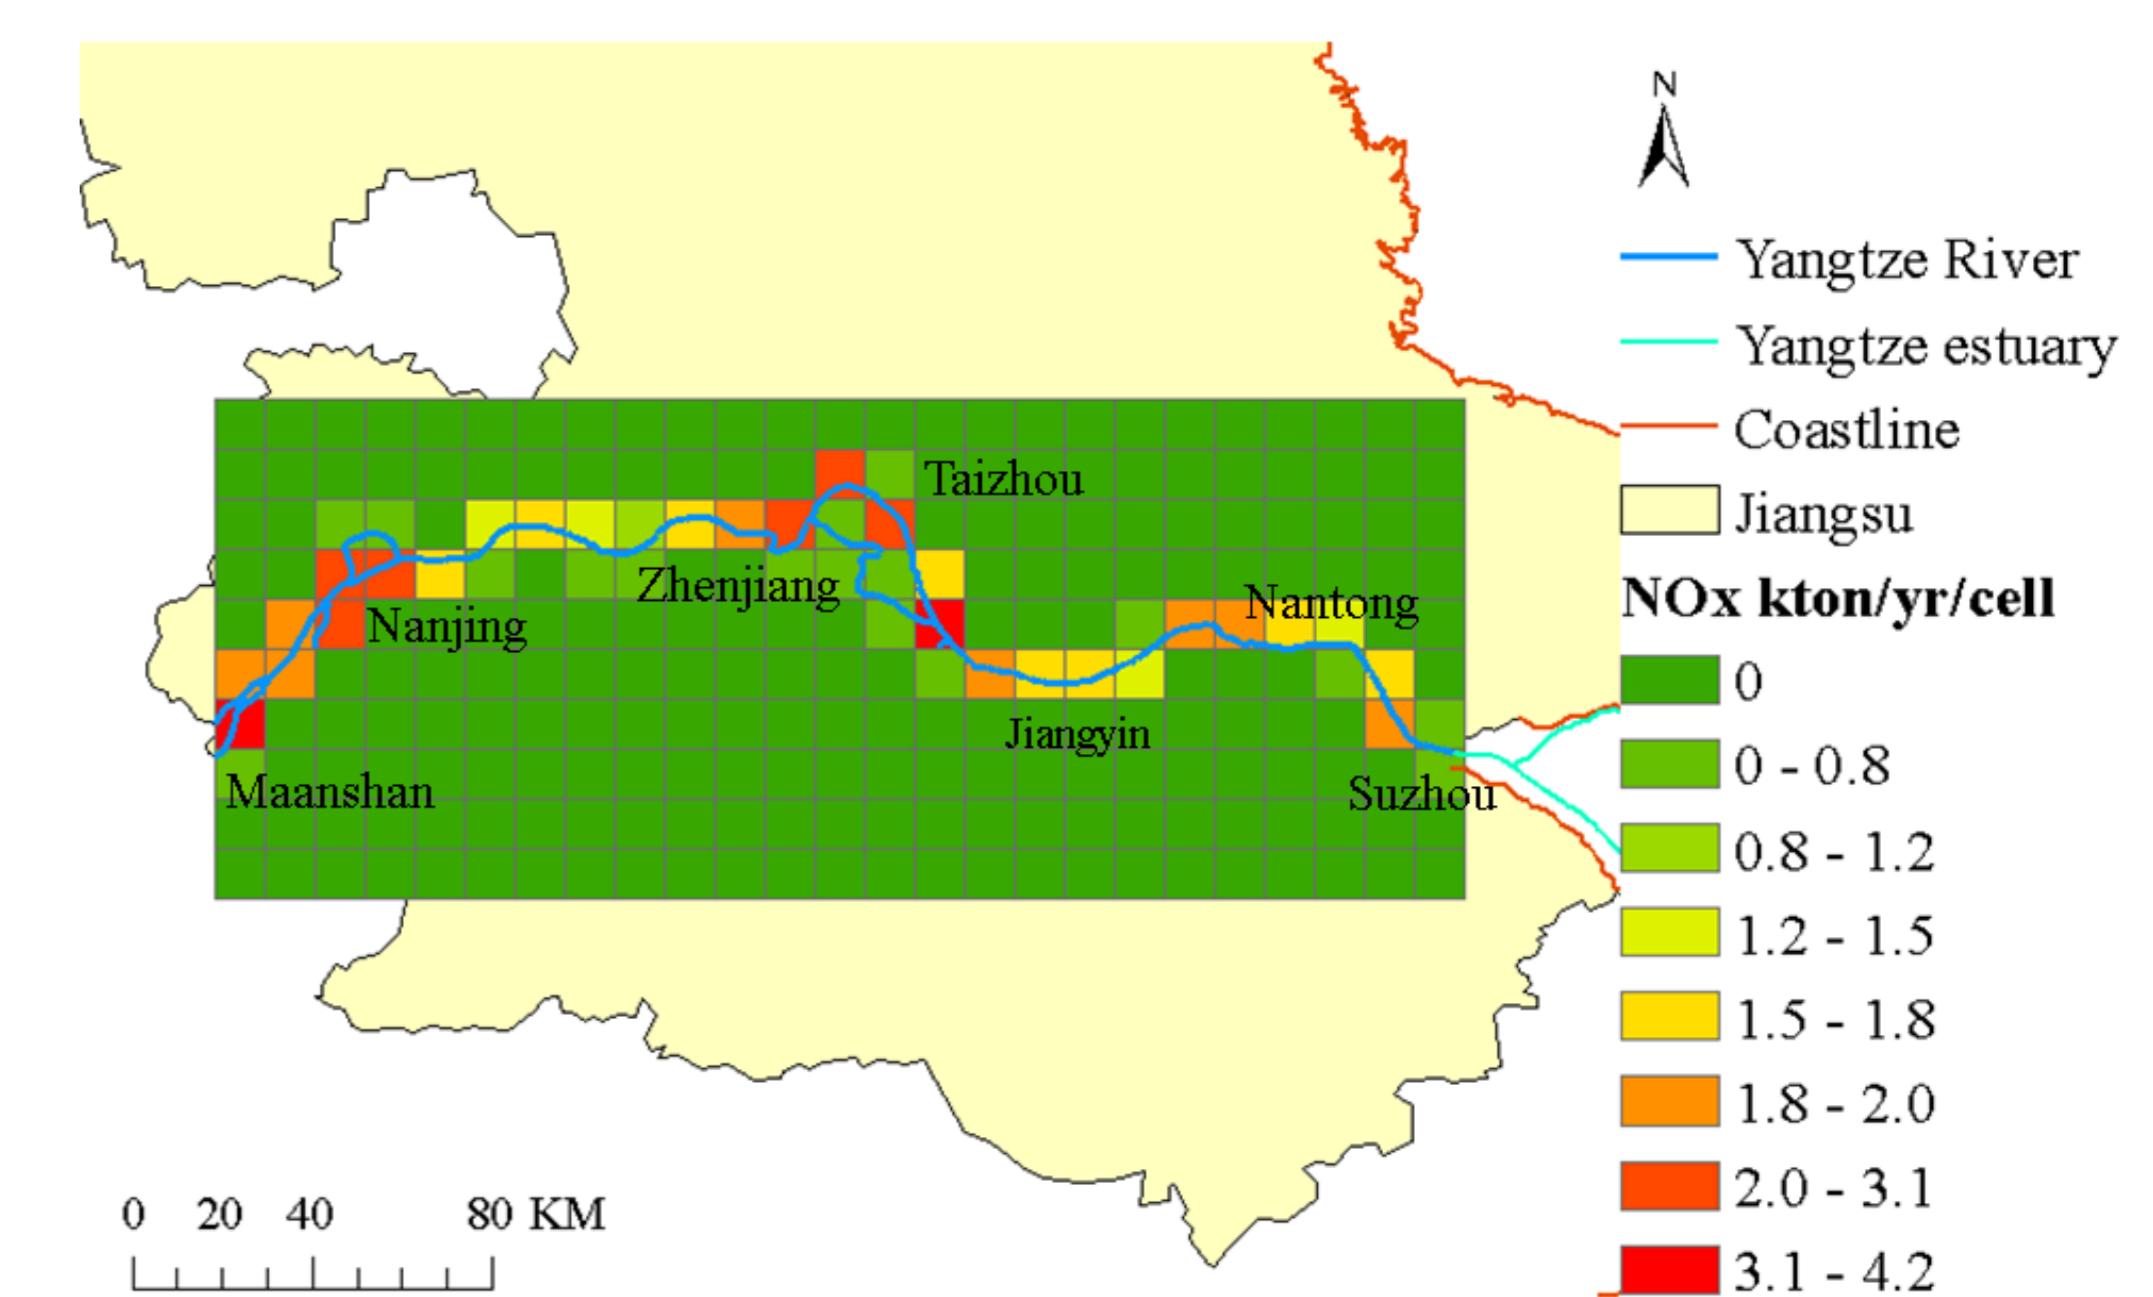 N
Yangtze River
Yangtze estuary
Coastline
Jiangsu
NOx kton/yr/cell
0
0 - 0.8
0.8 - 1.2
1.2 - 1.5
1.5 - 1.8
1.8 - 2.0
2.0 - 3.1
3.1 - 4.2
Taizhou
Zhenjiang
Nanjing
Nantong
Jiangyin
Maanshan
Suzhou
0 20 40 80 KM